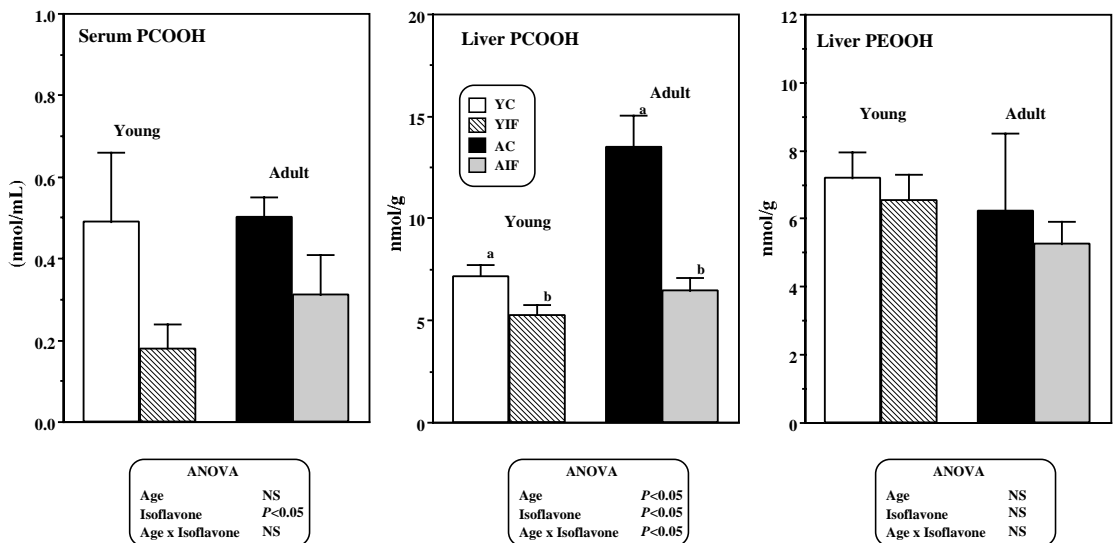 Serum PCOOH
(nmol/mL)
1.0
0.8
0.6
0.4
0.2
0.0
Young
Adult
ANOVA
Age NS
Isoflavone P<0.05
Age x Isoflavone NS
Liver PCOOH
nmol/g
20
15
10
5
0
YC
YIF
AC
AIF
Young
a
b
Adult
a
b
ANOVA
Age P<0.05
Isoflavone P<0.05
Age x Isoflavone P<0.05
Liver PEOOH
nmol/g
12
10
8
6
4
2
0
Young
Adult
ANOVA
Age NS
Isoflavone NS
Age x Isoflavone NS